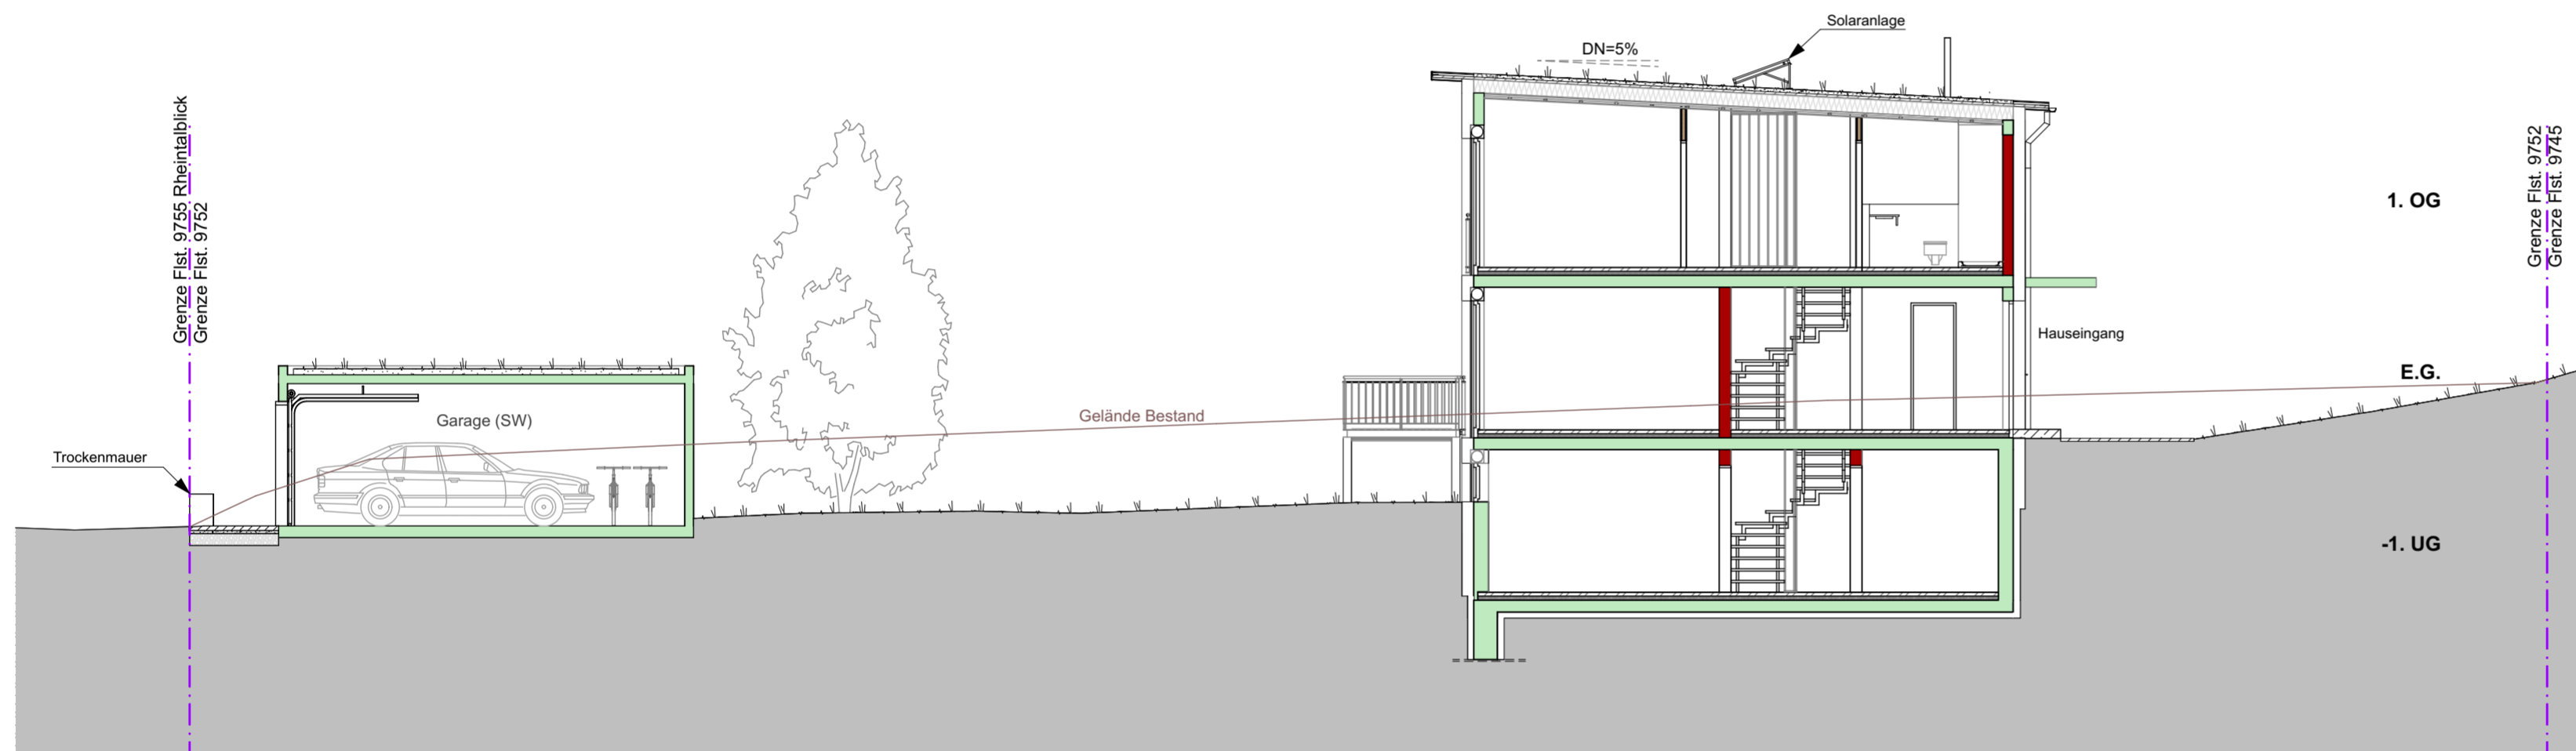 Solaranlage
DN=5%
Grenze Flst. 9755 Rheintalblick
Grenze Flst. 9752
Grenze Flst. 9752
Grenze Flst. 9745
1. OG
Hauseingang
E.G.
Garage (SW)
Gelände Bestand
Trockenmauer
-1. UG